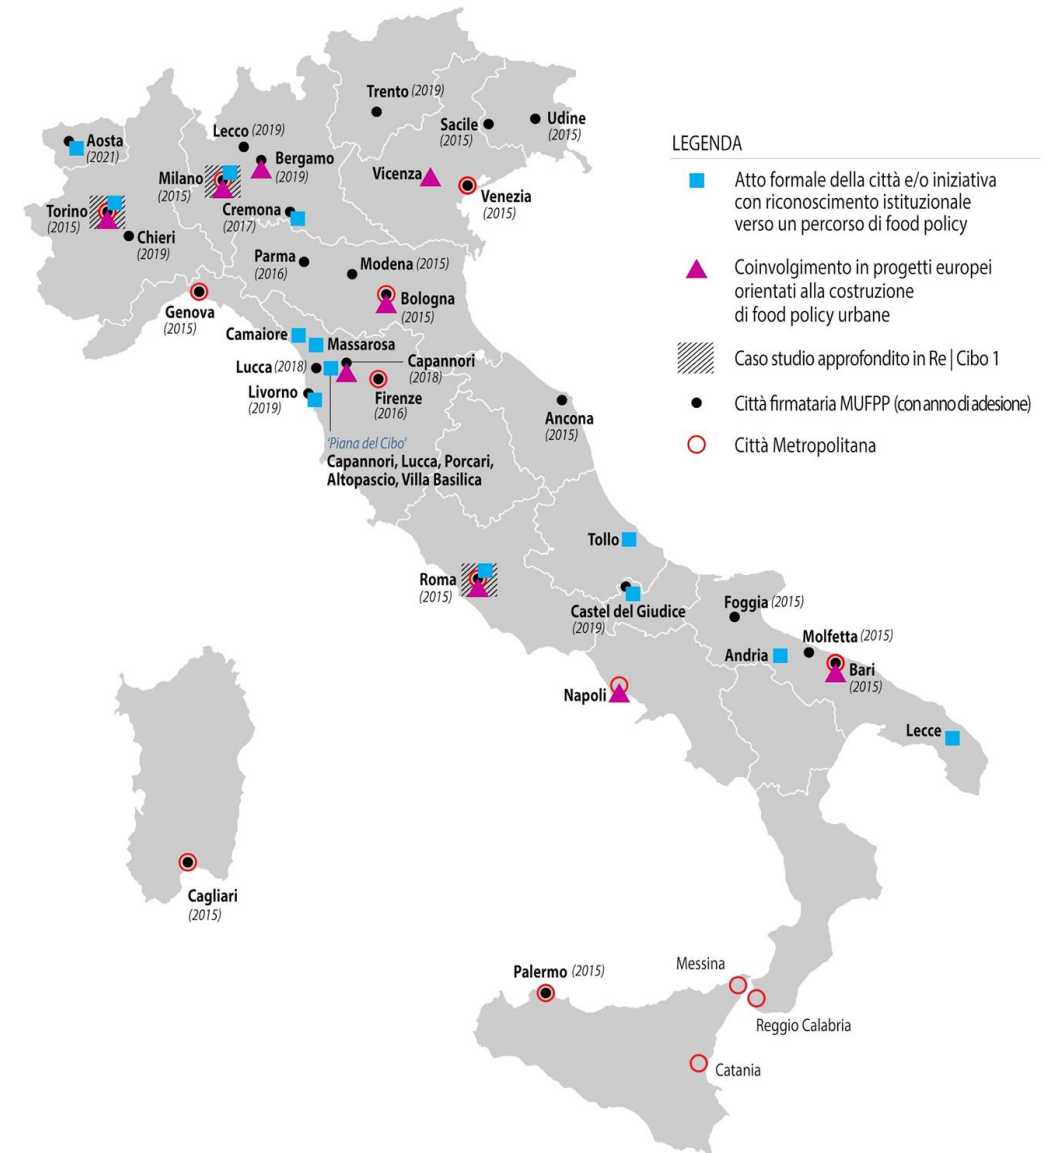 Trento (2019)
Sacile
(2015)
Udine
(2015)
Lecco (2019)
Aosta
(2021)
Bergamo
(2019)
Milano
(2015)
Vicenza
Venezia
(2015)
Torino
(2015)
Cremona
(2017)
Chieri
(2019)
Parma
(2016)
Modena (2015)
Bologna
(2015)
Genova
(2015)
Camaiore
Massarosa
Lucca (2018)
Capannori
(2018)
Livorno
(2019)
Firenze
(2016)
Ancona
(2015)
'Piana del Cibo'
Capannori, Lucca, Porcari,
Altopascio, Villa Basilica
Tollo
Roma
(2015)
Castel del Giudice
(2019)
Foggia (2015)
Molfetta (2015)
Andria
Bari
(2015)
Napoli
Lecce
Cagliari
(2015)
Palermo (2015)
Messina
Reggio Calabria
Catania
LEGENDA
Atto formale della città e/o iniziativa
con riconoscimento istituzionale
verso un percorso di food policy
Coinvolgimento in progetti europei
orientati alla costruzione
di food policy urbane
Caso studio approfondito in Re | Cibo 1
Città firmataria MUFPP (con anno di adesione)
Città Metropolitana